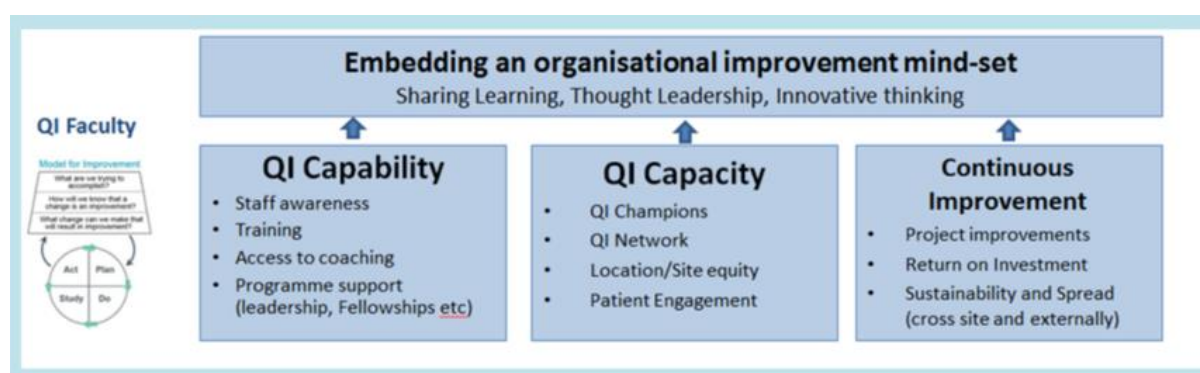 Embedding an organisational improvement mind-set
Sharing Learning, Thought Leadership, Innovative thinking
QI Faculty
Model for Improvement
What are we trying to
accomplish?
How will we know that a
change is an improvement?
What change can we make that
will result in improvement?
Act Plan
Study Do
QI Capability
• Staff awareness
• Training
• Access to coaching
• Programme support
(leadership, Fellowships etc)
QI Capacity
• QI Champions
• QI Network
• Location/Site equity
• Patient Engagement
Continuous
Improvement
• Project improvements
• Return on Investment
• Sustainability and Spread
(cross site and externally)